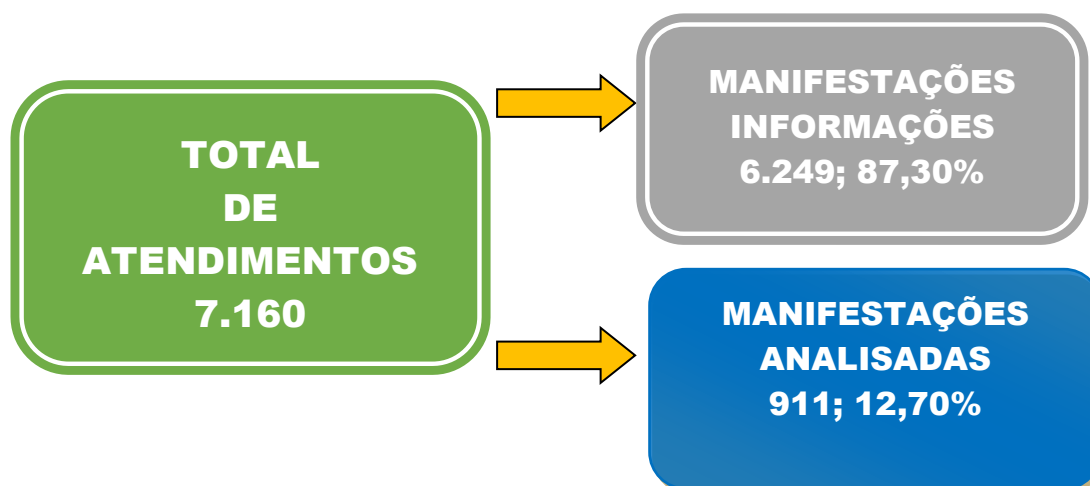 TOTAL
DE
ATENDIMENTOS
7.160
MANIFESTAÇÕES
INFORMAÇÕES
6.249; 87,30%
MANIFESTAÇÕES
ANALISADAS
911; 12,70%